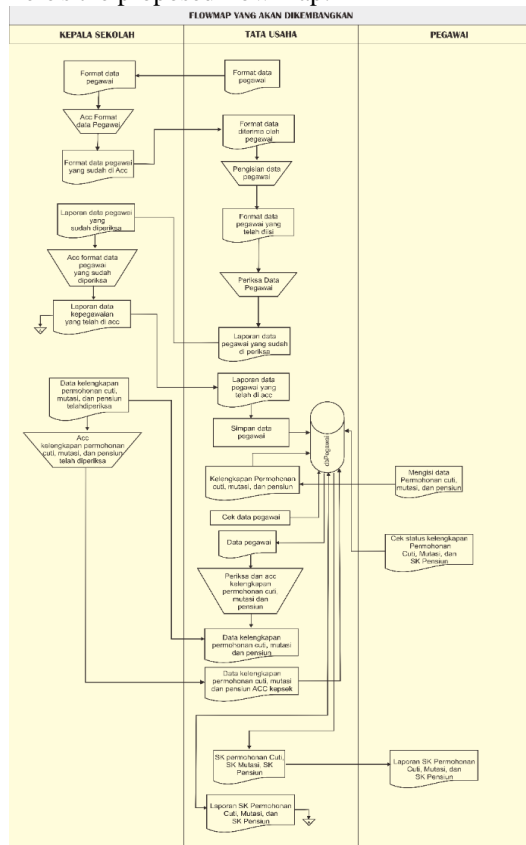 FLOWMAP YANG AKAN DIKEMBANGKAN
KEPALA SEKOLAH
TATA USAHA
PEGAWAI
Format data
pegawai
Format data
pegawai
Acc Format
data Pegawai
Format data
diterima oleh
pegawai
Format data pegawai
yang sudah di Acc
Pengisian data
pegawai
Laporan data pegawai
yang
sudah diperiksa
Format data
pegawai yang
telah diisi
Acc format data
pegawai
yang sudah
diperiksa
Periksa Data
Pegawai
Laporan data
kepegawaian
yang telah di acc
Laporan data
pegawai yang sudah
di periksa
Data kelengkapan
permohonan cuti,
mutasi, dan pensiun
telahdiperiksa
Laporan data
pegawai yang
telah di acc
Simpan data
pegawai
dbPegawai
Acc
kelengkapan permohonan
cuti, mutasi, dan pensiun
telah diperiksa
Kelengkapan Permohonan
cuti, mutasi, dan pensiun
Mengisi data
Permohonan cuti,
mutasi, dan pensiun
Cek data pegawai
Data pegawai
Cek status kelengkapan
Permohonan
Cuti, Mutasi, dan
SK Pensiun
Periksa dan acc
kelengkapan
permohonan cuti,
mutasi dan
pensiun
Data kelengkapan
permohonan cuti, mutasi
dan pensiun
Data kelengkapan
permohonan cuti, mutasi
dan pensiun ACC kepsek
SK permohonan Cuti,
SK Mutasi, SK
Pensiun
Laporan SK Permohonan
Cuti, Mutasi, dan
SK Pensiun
Laporan SK Permohonan
Cuti, Mutasi, dan
SK Pensiun